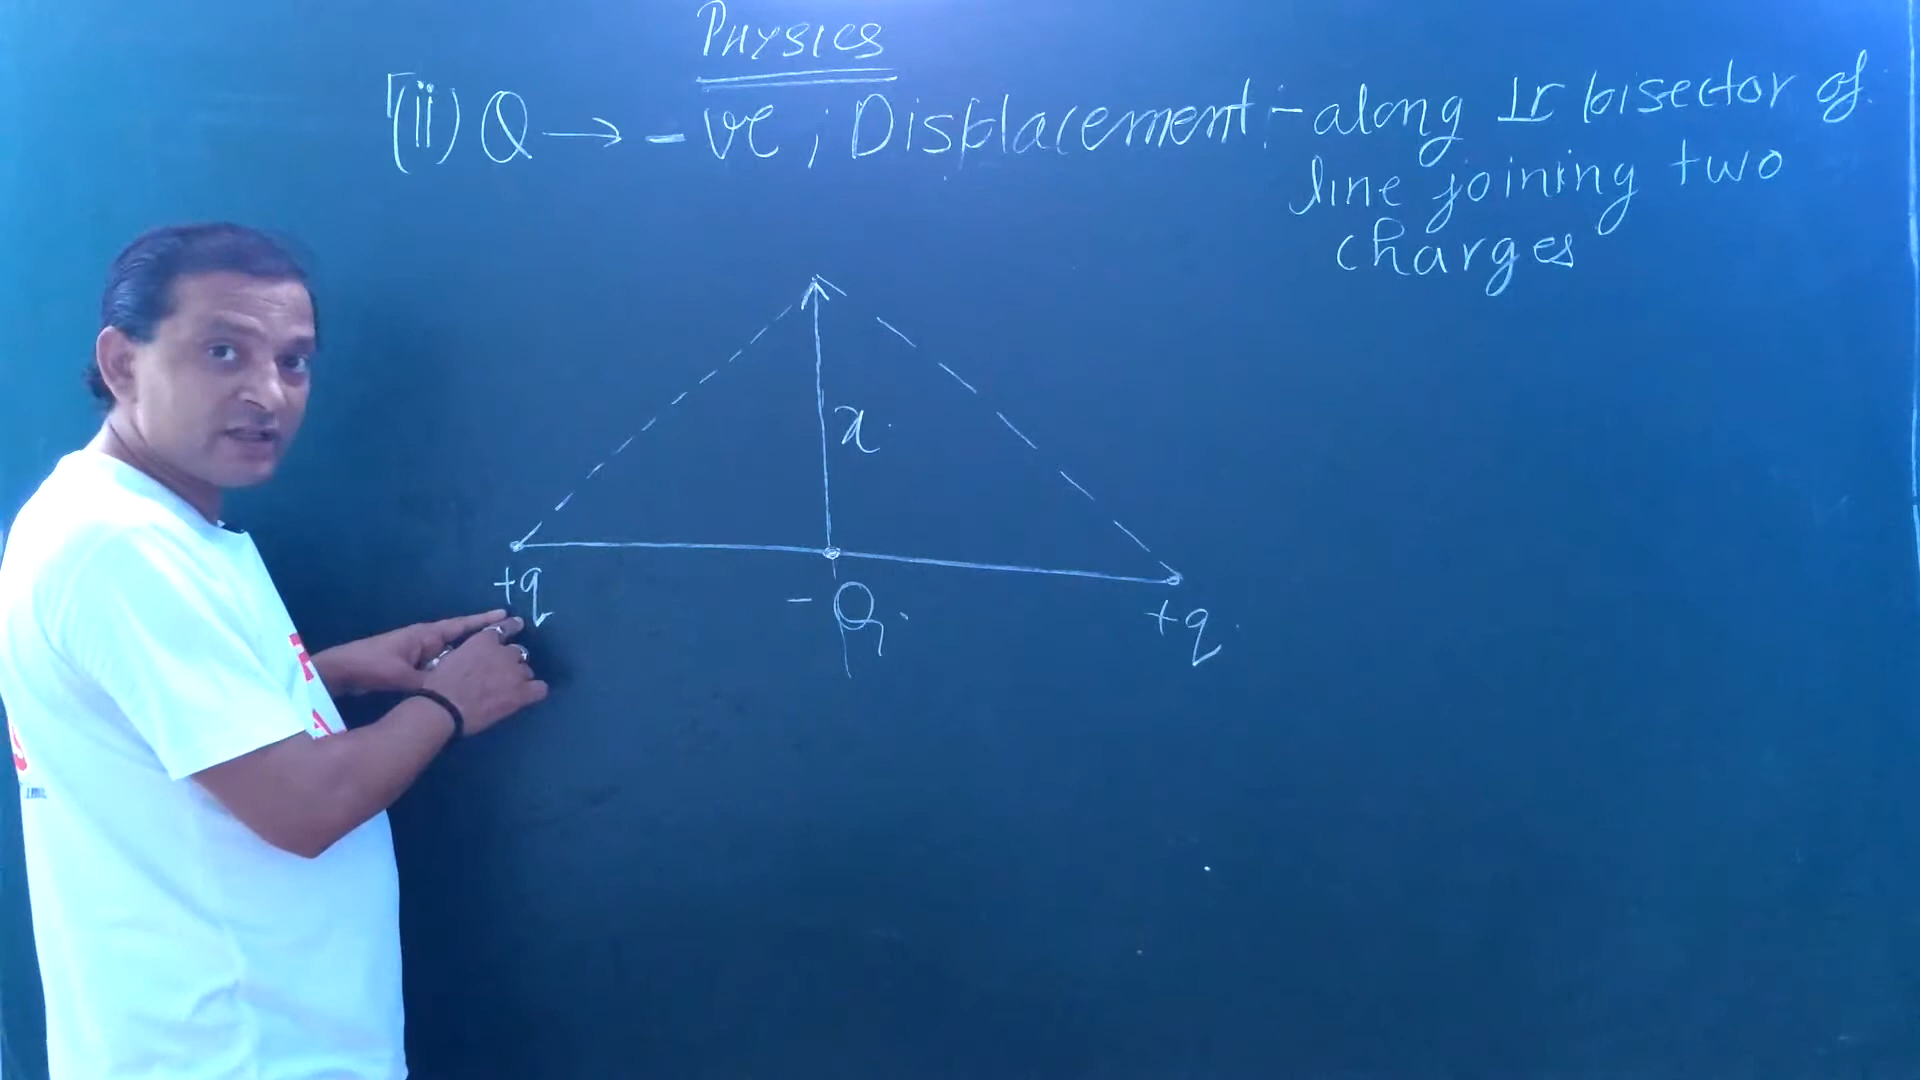 Physics
(ii) Q → -ve ; Displacement :- along ⊥r bisector of
line joining two
charges
x
+q
-Q
+q